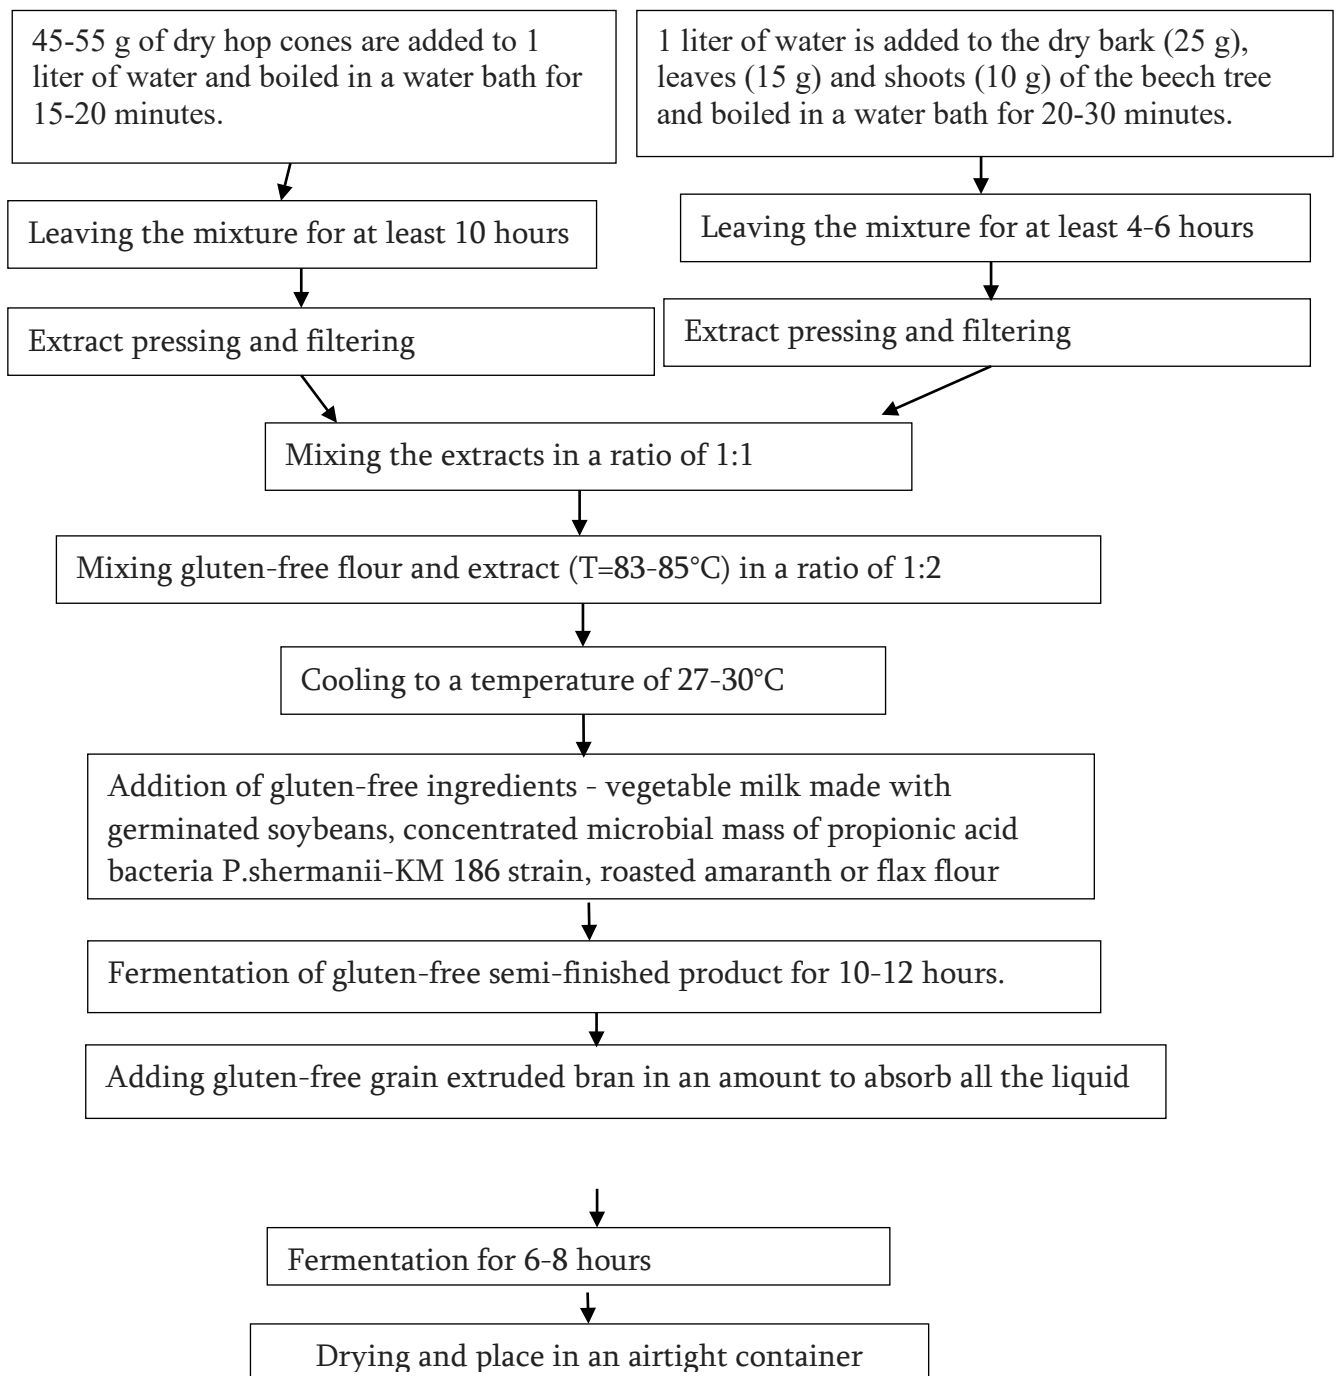 45-55 g of dry hop cones are added to 1
liter of water and boiled in a water bath for
15-20 minutes.
1 liter of water is added to the dry bark (25 g),
leaves (15 g) and shoots (10 g) of the beech tree
and boiled in a water bath for 20-30 minutes.
Leaving the mixture for at least 10 hours
Leaving the mixture for at least 4-6 hours
Extract pressing and filtering
Extract pressing and filtering
Mixing the extracts in a ratio of 1:1
Mixing gluten-free flour and extract (T=83-85°C) in a ratio of 1:2
Cooling to a temperature of 27-30°C
Addition of gluten-free ingredients - vegetable milk made with
germinated soybeans, concentrated microbial mass of propionic acid
bacteria P.shermanii-KM 186 strain, roasted amaranth or flax flour
Fermentation of gluten-free semi-finished product for 10-12 hours.
Adding gluten-free grain extruded bran in an amount to absorb all the liquid
Fermentation for 6-8 hours
Drying and place in an airtight container